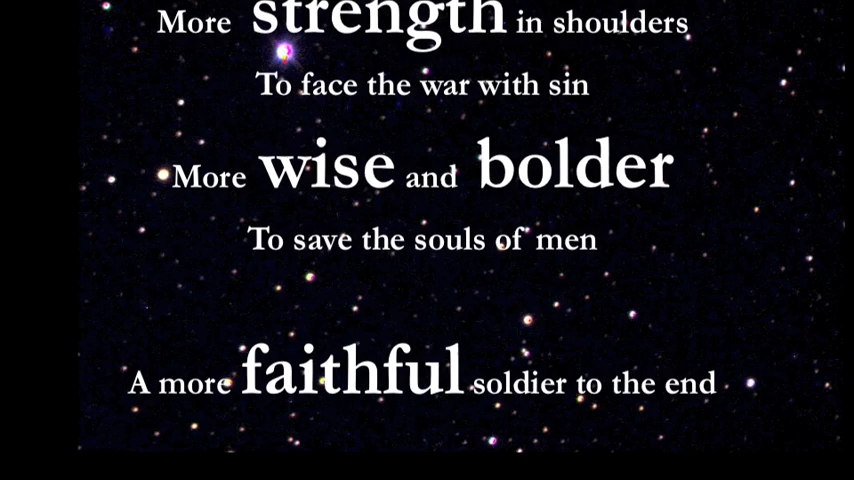 More strength in shoulders
To face the war with sin
More wise and bolder
To save the souls of men
A more faithful soldier to the end